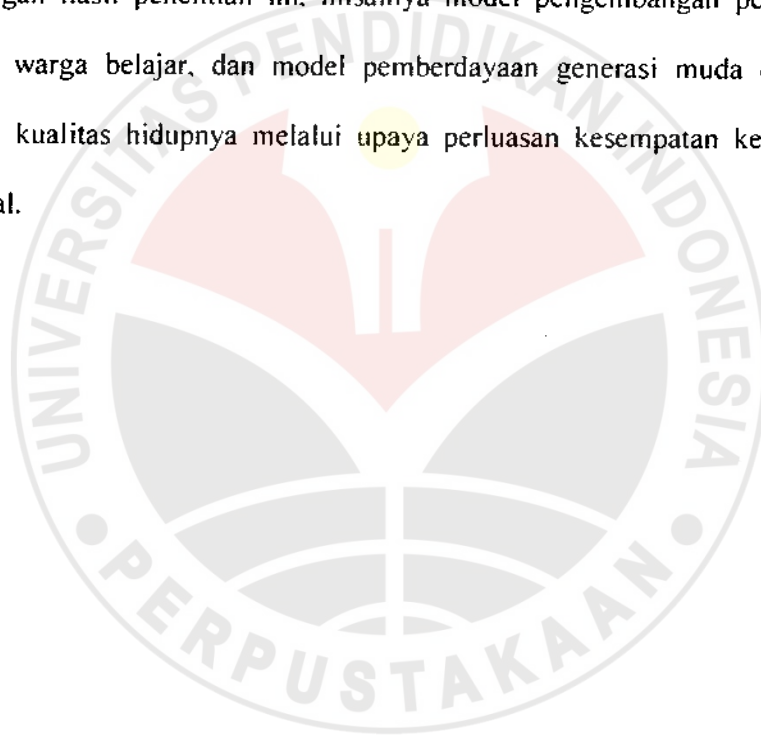 hasil penelitian ini, misalnya model pengembangan
warga belajar, dan model pemberdayaan generasi muda
kualitas hidupnya melalui upaya perluasan kesempatan ke
al.
UNIVERSITAS PENDIDIKAN INDONESIA
PERPUSTAKAAN